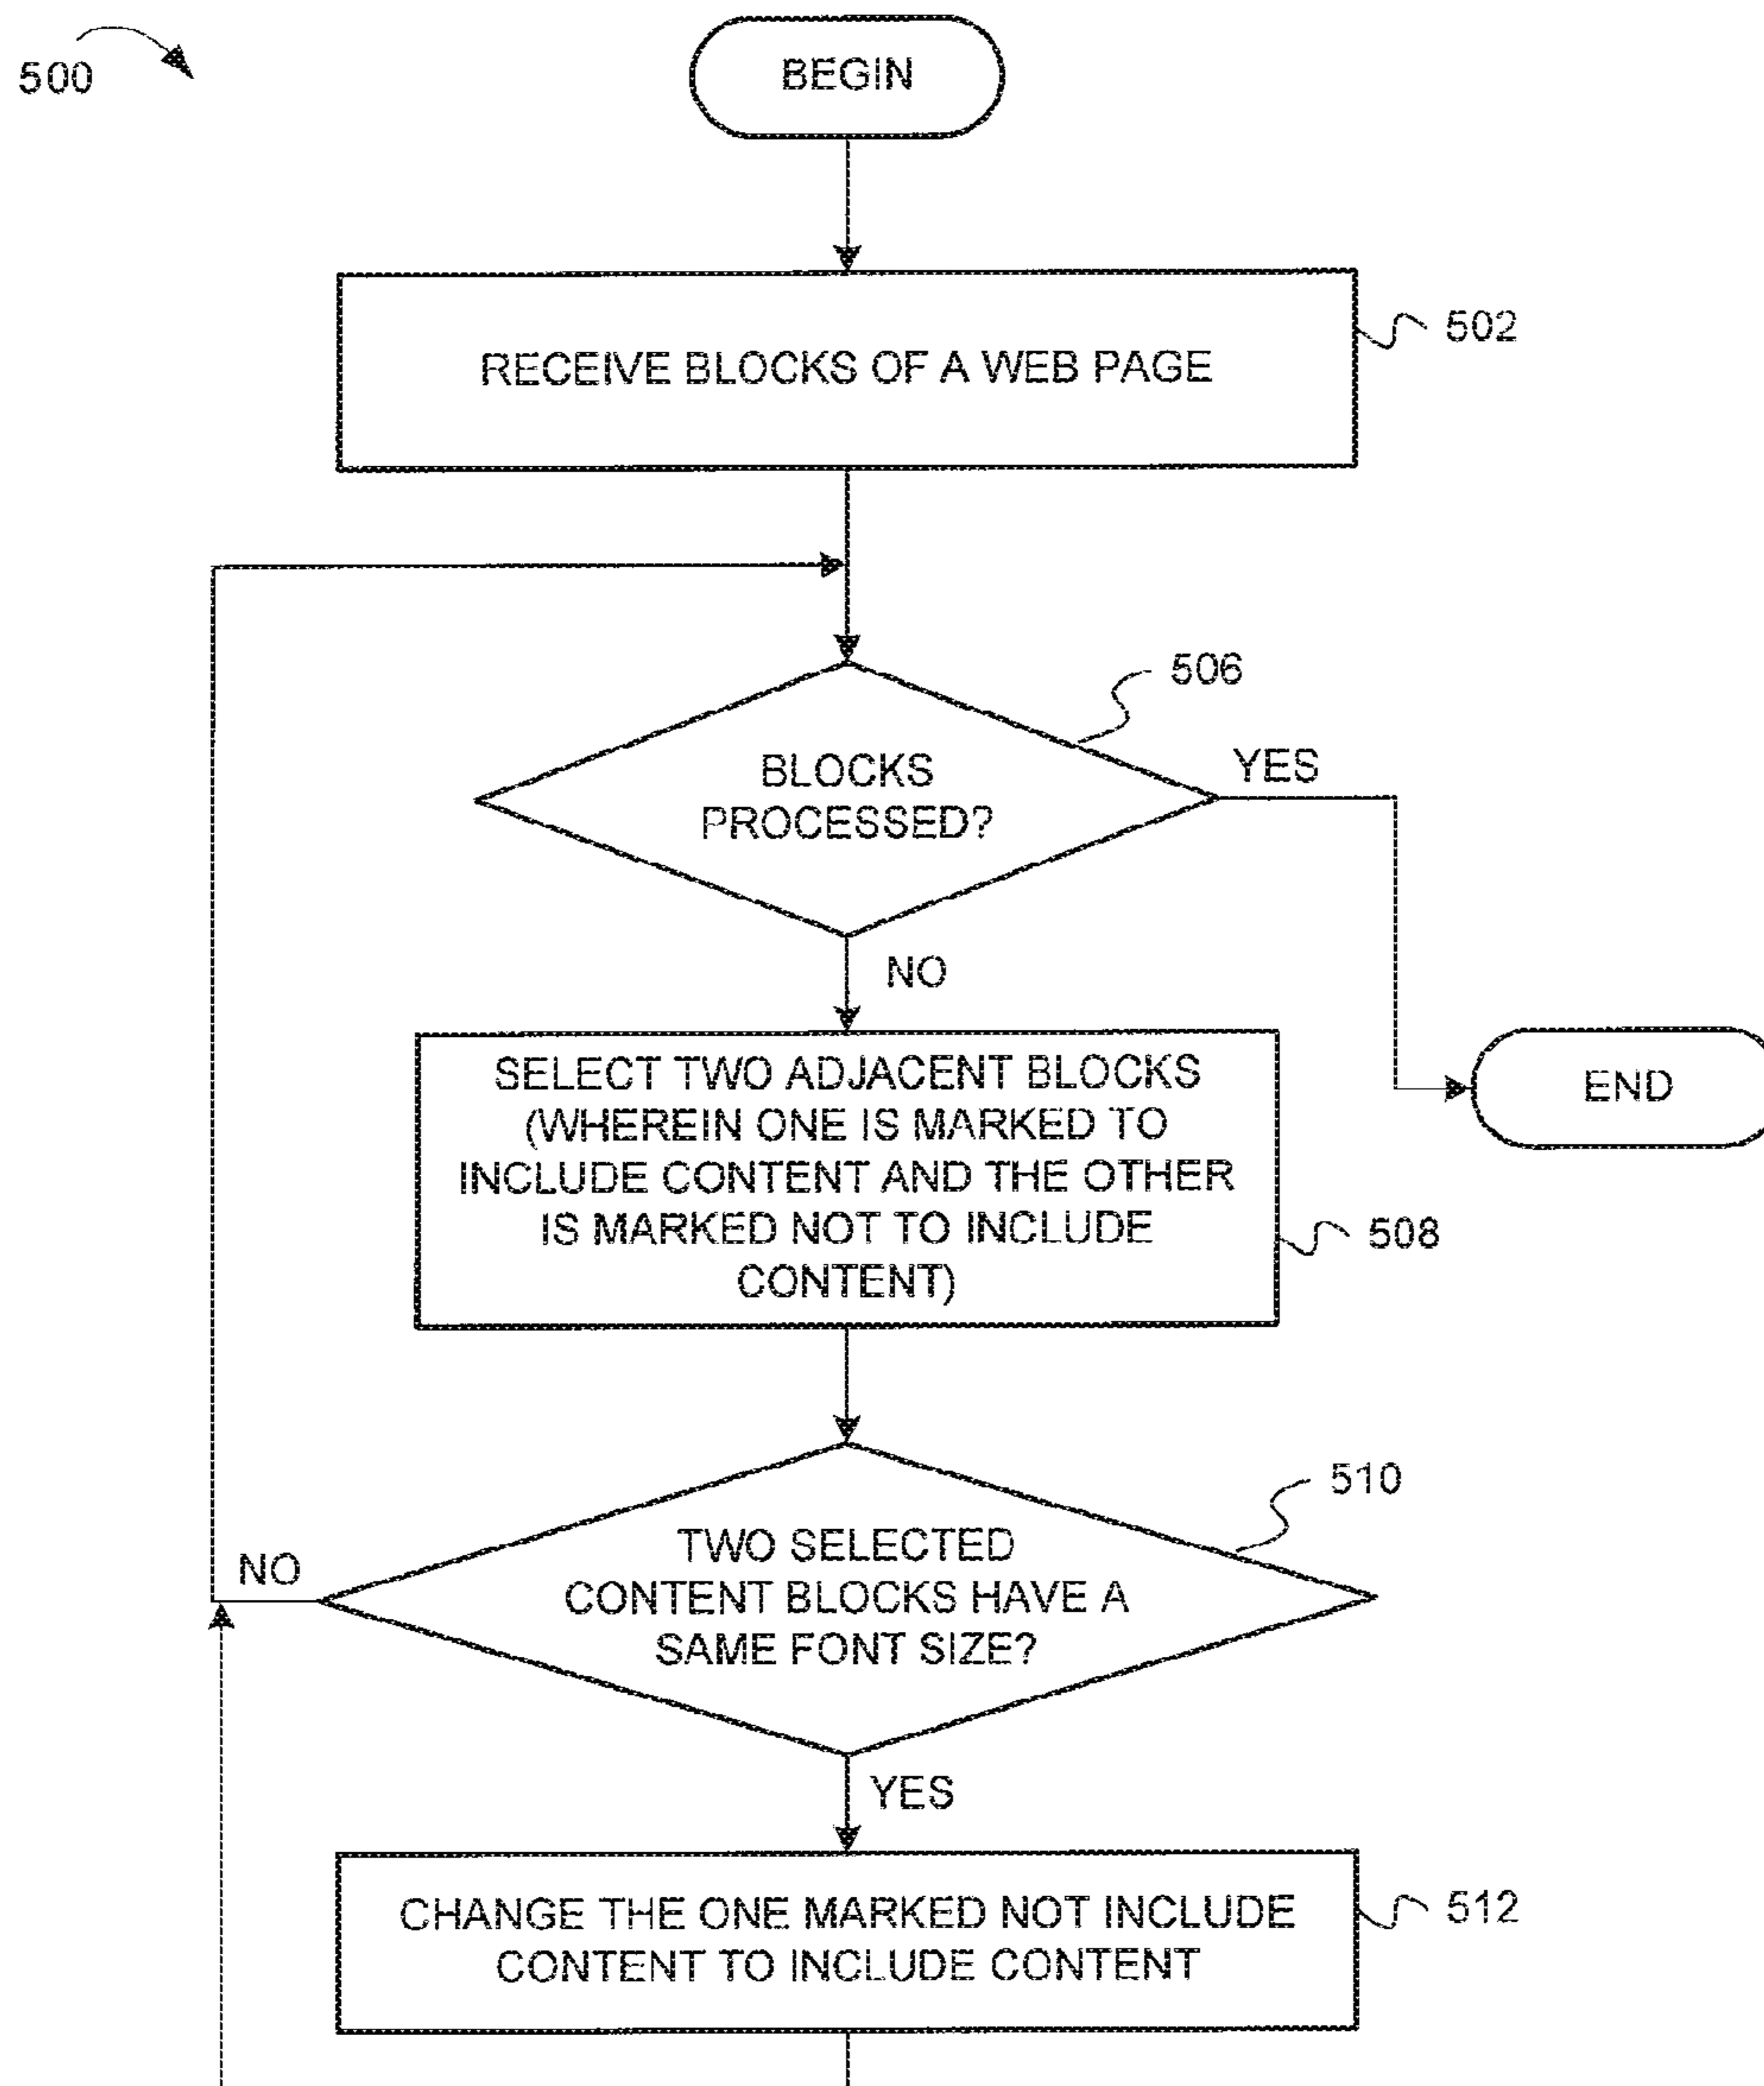 500
BEGIN
RECEIVE BLOCKS OF A WEB PAGE
502
506
BLOCKS
PROCESSED?
YES
NO
SELECT TWO ADJACENT BLOCKS
(WHEREIN ONE IS MARKED TO
INCLUDE CONTENT AND THE OTHER
IS MARKED NOT TO INCLUDE
CONTENT)
508
END
510
TWO SELECTED
CONTENT BLOCKS HAVE A
SAME FONT SIZE?
NO
YES
CHANGE THE ONE MARKED NOT INCLUDE
CONTENT TO INCLUDE CONTENT
512